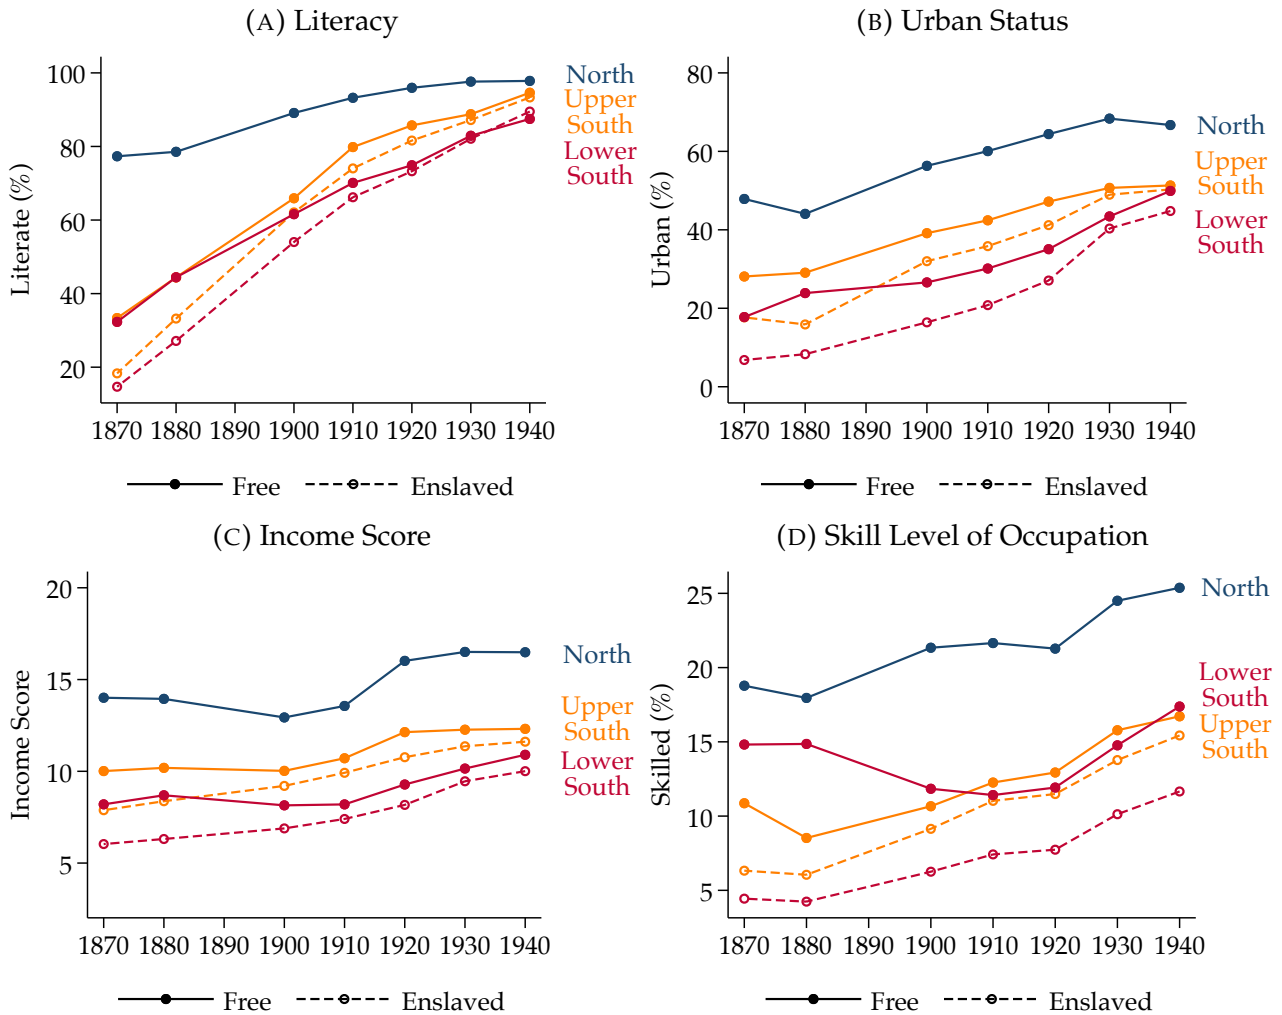 (A) Literacy
100
80
60
40
20
Literate (%)
1870 1880 1890 1900 1910 1920 1930 1940
North
Upper
South
Lower
South
Free
Enslaved
(B) Urban Status
80
60
40
20
0
Urban (%)
1870 1880 1890 1900 1910 1920 1930 1940
North
Upper
South
Lower
South
Free
Enslaved
(C) Income Score
20
15
10
5
Income Score
1870 1880 1890 1900 1910 1920 1930 1940
North
Upper
South
Lower
South
Free
Enslaved
(D) Skill Level of Occupation
25
20
15
10
5
Skilled (%)
1870 1880 1890 1900 1910 1920 1930 1940
North
Lower
South
Upper
South
Free
Enslaved